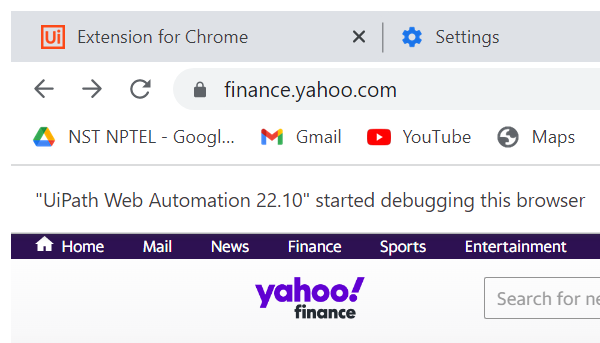 Ui Extension for Chrome Settings
finance.yahoo.com
NST NPTEL - Googl... Gmail YouTube Maps
"UiPath Web Automation 22.10" started debugging this browser
Home Mail News Finance Sports Entertainment
yahoo!
finance
Search for ne